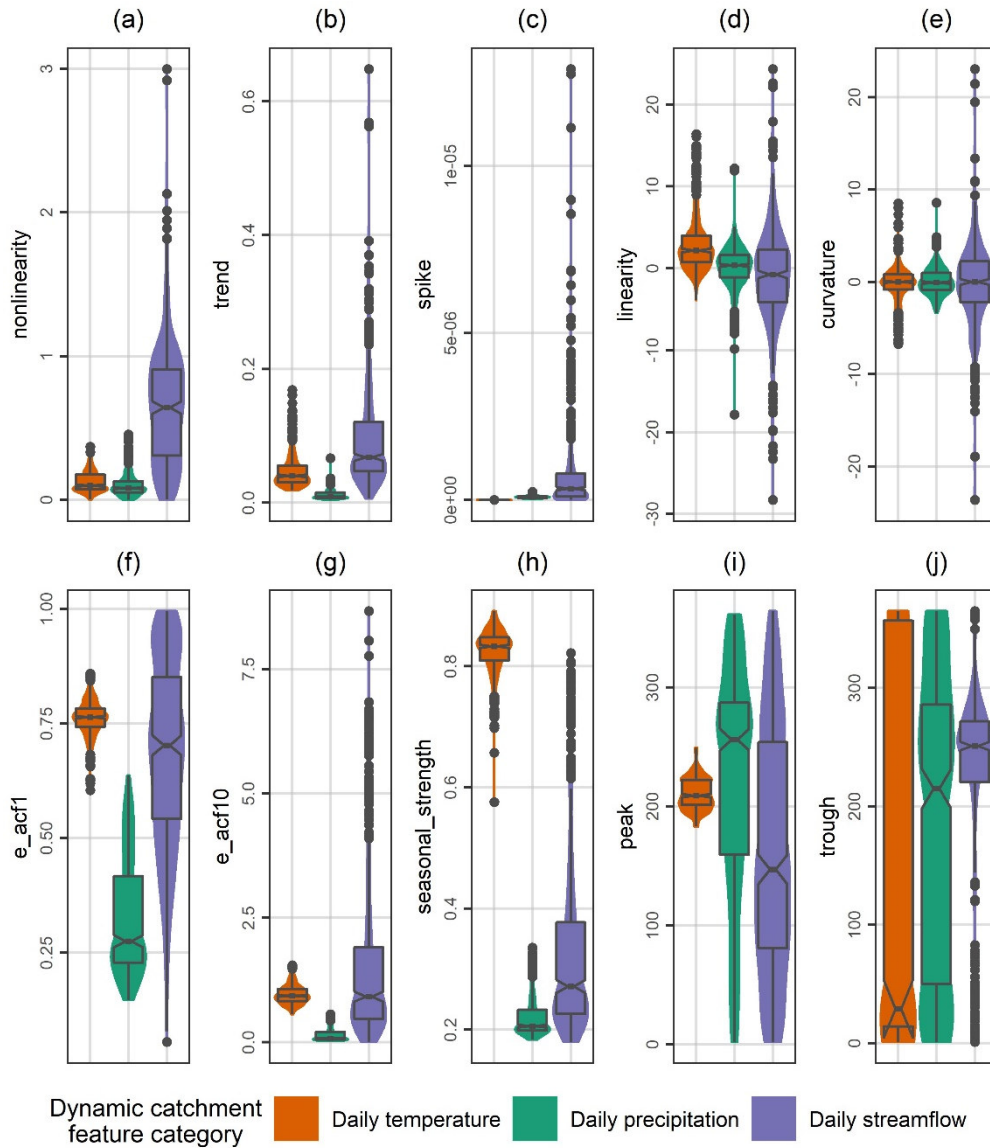 (a) (b) (c) (d) (e)
nonlinearity
0 1 2 3
trend
0.0 0.2 0.4 0.6
spike
0e+00 5e-06 1e-05
linearity
-30 -20 -10 0 10 20
curvature
-20 -10 0 10 20
(f) (g) (h) (i) (j)
e_acf1
0.25 0.50 0.75 1.00
e_acf10
0.0 2.5 5.0 7.5
seasonal_strength
0.2 0.4 0.6 0.8
peak
0 100 200 300
trough
0 100 200 300
Dynamic catchment
feature category
Daily temperature
Daily precipitation
Daily streamflow